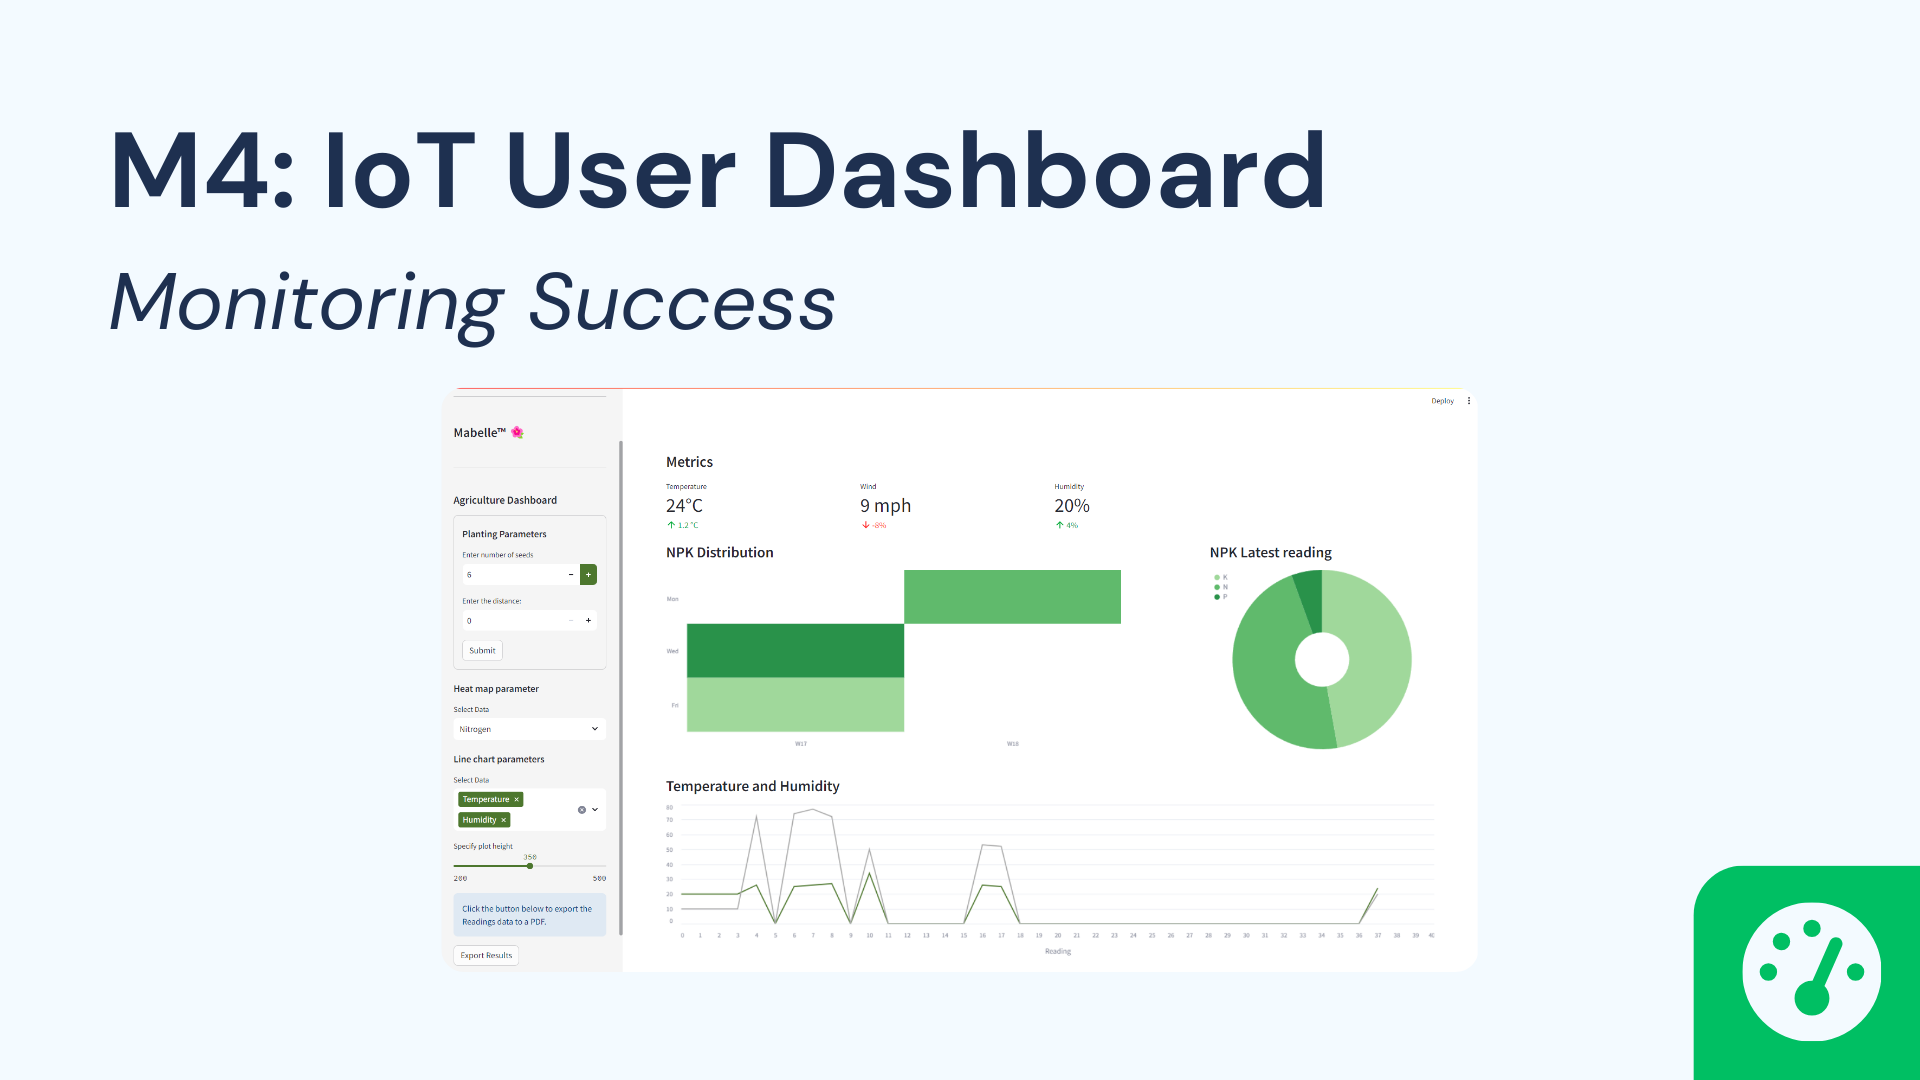 M4: IoT User Dashboard
Monitoring Success
Deploy
Mabelle™
Agriculture Dashboard
Planting Parameters
Enter number of seeds
6
Enter the distance:
0
Submit
Heat map parameter
Select Data
Nitrogen
Line chart parameters
Select Data
Temperature
Humidity
Specify plot height
350
200 500
Click the button below to export the
Readings data to a PDF.
Export Results
Metrics
Temperature Wind Humidity
24°C 9 mph 20%
1.2 °C -8% 4%
NPK Distribution
Mon
Wed
Fri
W17 W18
NPK Latest reading
K
N
P
Temperature and Humidity
80
70
60
50
40
30
20
10
0
0 1 2 3 4 5 6 7 8 9 10 11 12 13 14 15 16 17 18 19 20 21 22 23 24 25 26 27 28 29 30 31 32 33 34 35 36 37 38 39
Reading